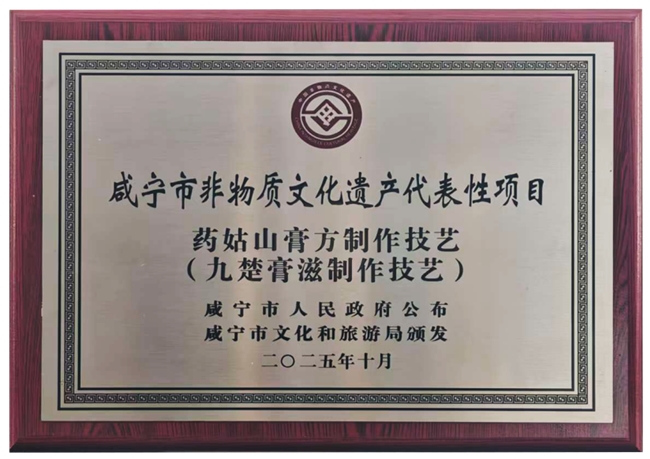 咸宁市非物质文化遗产代表性项目
药姑山膏方制作技艺
（九楚膏滋制作技艺）
咸宁市人民政府公布
咸宁市文化和旅游局颁发
二〇二五年十月